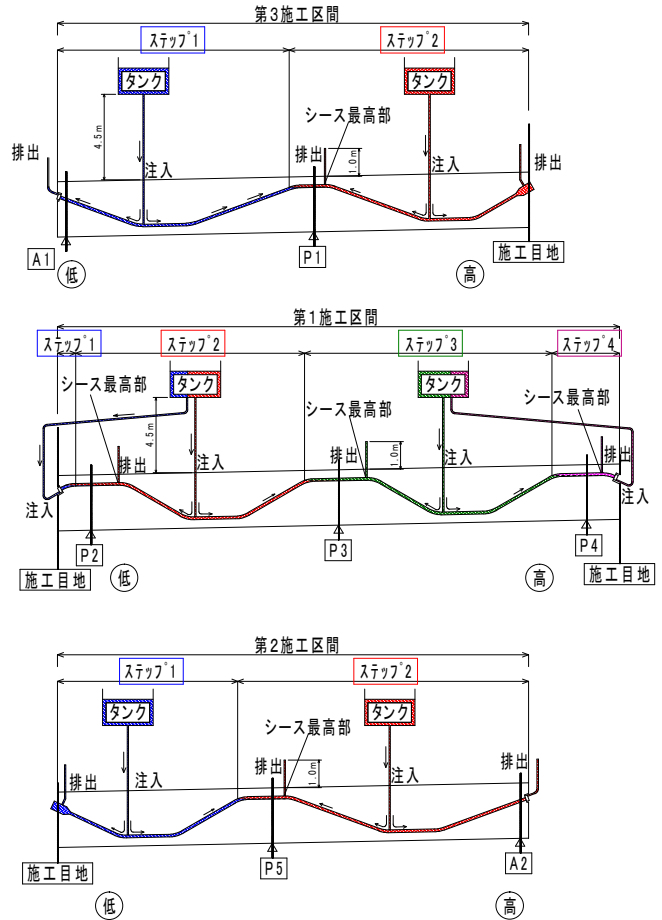 第3施工区間
ステップ1
ステップ2
タンク
タンク
シース最高部
4.5m
排出
注入
排出
1.0m
注入
排出
A1
低
P1
高
施工目地
第1施工区間
ステップ1
ステップ2
ステップ3
ステップ4
シース最高部
タンク
タンク
シース最高部
4.5m
排出
注入
排出
1.0m
注入
排出
注入
注入
P2
P3
P4
施工目地
低
高
施工目地
第2施工区間
ステップ1
ステップ2
タンク
タンク
シース最高部
排出
注入
排出
1.0m
注入
排出
施工目地
P5
A2
低
高